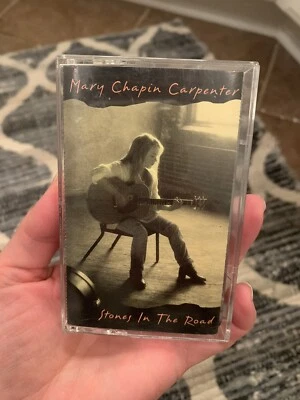 Mary Chapin Carpenter
Stones In The Road